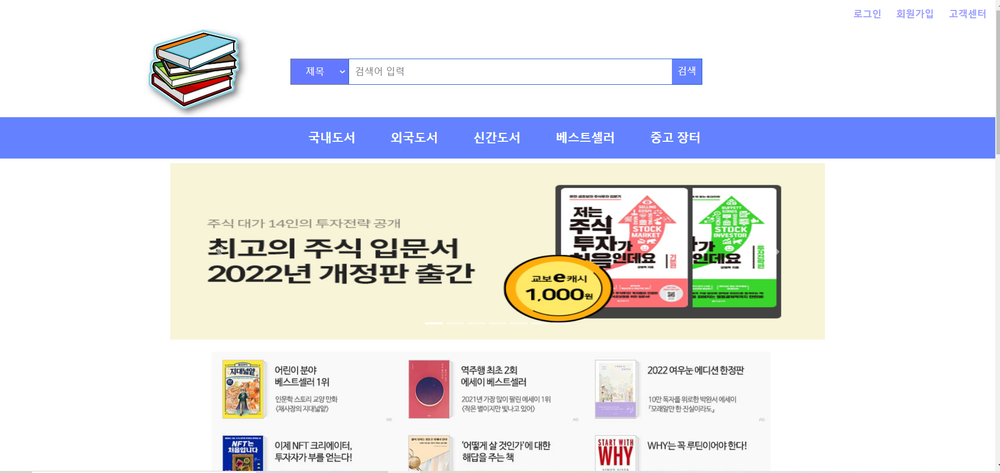 로그인 회원가입 고객센터
제목 검색어 입력 검색
국내도서 외국도서 신간도서 베스트셀러 중고 장터
주식 대가 14인의 투자전략 공개
최고의 주식 입문서
2022년 개정판 출간
저는
주식
투자가
처음인데요
기본편
SELLING
KOSPI
STOCK
MARKET
BUFFETT
SOROS
STOCK
INVESTOR
가
인데요
투자전략편
교보 e캐시
1,000원
지대넓얕
어린이 분야
베스트셀러 1위
인문학 스토리 교양 만화
〈채사장의 지대넓얕〉
AD
역주행 최초 2회
에세이 베스트셀러
2021년 가장 많이 팔린 에세이 1위
〈작은 별이지만 빛나고 있어〉
AD
2022 여우눈 에디션 한정판
10만 독자를 위로한 박완서 에세이
『모래알만 한 진실이라도』
AD
NFT는
처음입니다
이제 NFT 크리에이터,
투자자가 부를 얻는다!
'어떻게 살 것인가'에 대한
해답을 주는 책
START WITH
WHY
SIMON SINEK
WHY는 꼭 루틴이어야 한다!